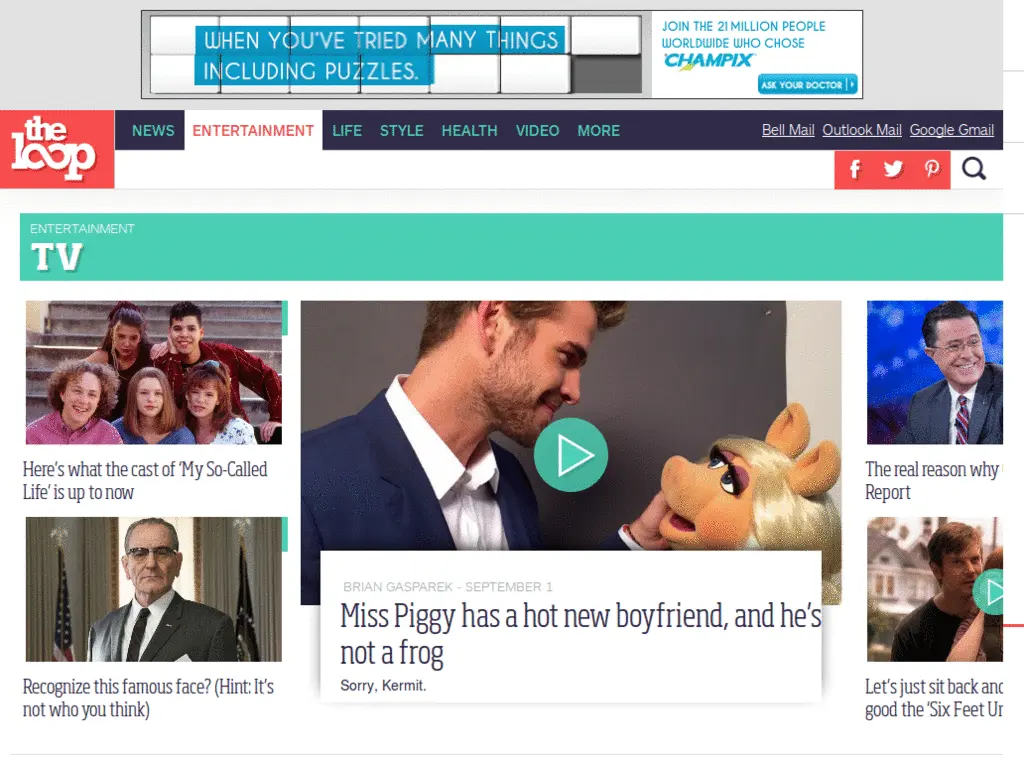 WHEN YOU'VE TRIED MANY THINGS
INCLUDING PUZZLES.
JOIN THE 21 MILLION PEOPLE
WORLDWIDE WHO CHOSE
CHAMPIX
ASK YOUR DOCTOR
the
loop
NEWS ENTERTAINMENT LIFE STYLE HEALTH VIDEO MORE
Bell Mail Outlook Mail Google Gmail
ENTERTAINMENT
TV
Here's what the cast of 'My So-Called
Life' is up to now
Recognize this famous face? (Hint: It's
not who you think)
BRIAN GASPAREK - SEPTEMBER 1
Miss Piggy has a hot new boyfriend, and he's
not a frog
Sorry, Kermit.
The real reason why
Report
Let's just sit back and
good the 'Six Feet Un